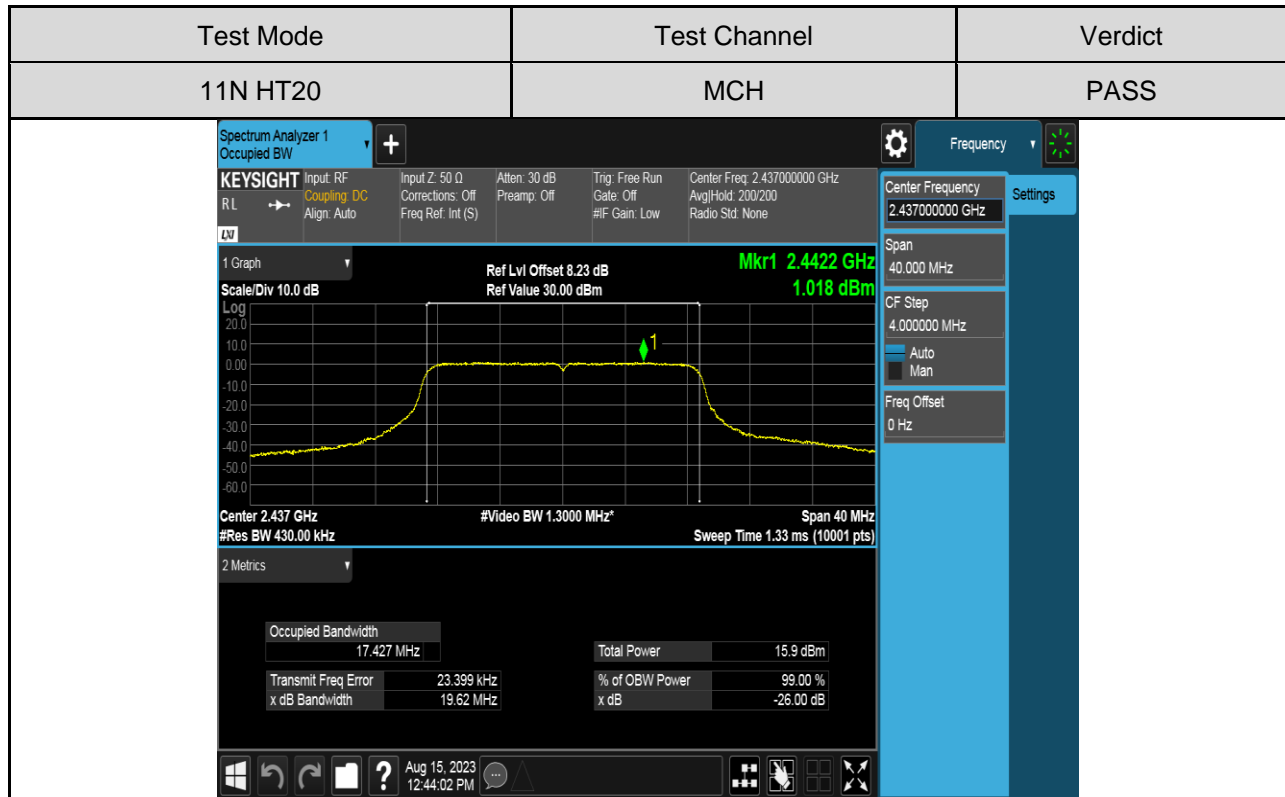 Test Mode Test Channel Verdict
11N HT20 MCH PASS
Spectrum Analyzer 1
Occupied BW
+
Frequency
KEYSIGHT
RL
LXI
Input: RF
Coupling: DC
Align: Auto
Input Z: 50 Ω
Corrections: Off
Freq Ref: Int (S)
Atten: 30 dB
Preamp: Off
Trig: Free Run
Gate: Off
#IF Gain: Low
Center Freq: 2.437000000 GHz
Avg|Hold: 200/200
Radio Std: None
Center Frequency
2.437000000 GHz
Settings
Span
40.000 MHz
CF Step
4.000000 MHz
Auto
Man
Freq Offset
0 Hz
1 Graph
Scale/Div 10.0 dB
Ref Lvl Offset 8.23 dB
Ref Value 30.00 dBm
Mkr1 2.4422 GHz
1.018 dBm
Log
20.0
10.0
0.00
-10.0
-20.0
-30.0
-40.0
-50.0
-60.0
1
Center 2.437 GHz #Video BW 1.3000 MHz* Span 40 MHz
#Res BW 430.00 kHz Sweep Time 1.33 ms (10001 pts)
2 Metrics
Occupied Bandwidth
17.427 MHz Total Power 15.9 dBm
Transmit Freq Error 23.399 kHz % of OBW Power 99.00 %
x dB Bandwidth 19.62 MHz x dB -26.00 dB
?
Aug 15, 2023
12:44:02 PM